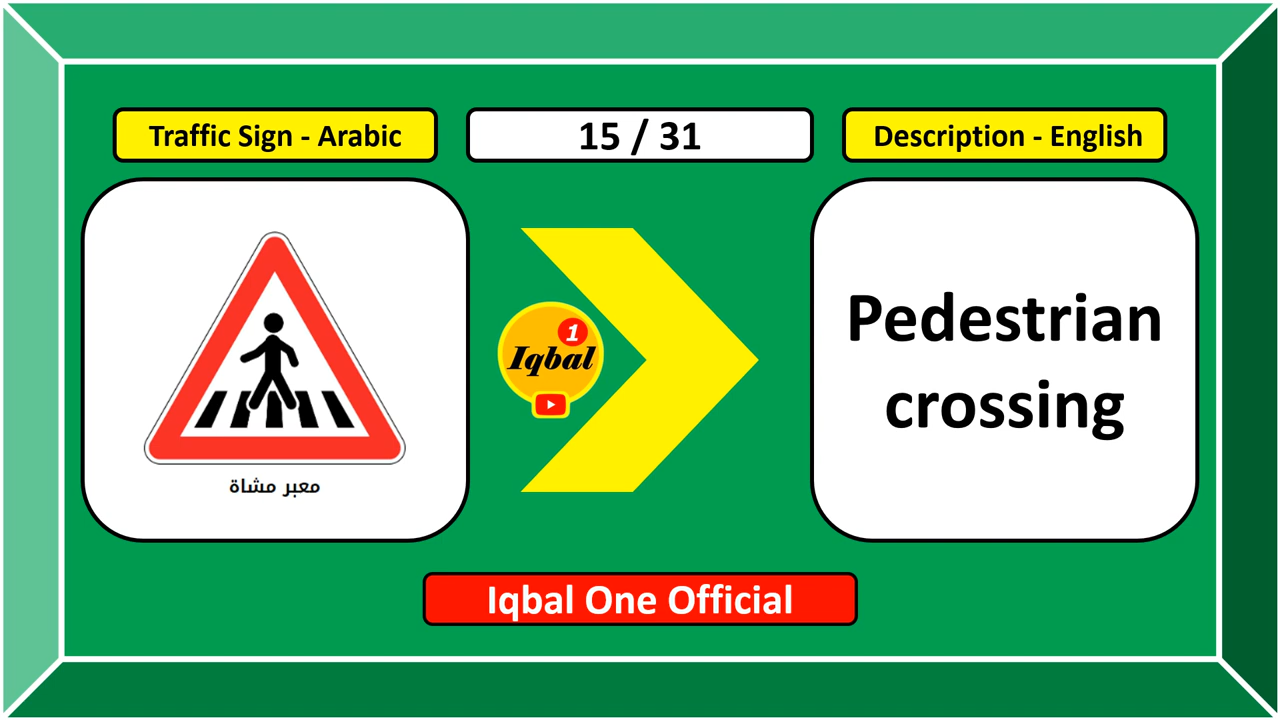 Traffic Sign - Arabic
15 / 31
Description - English
معبر مشاة
1
Iqbal
Pedestrian
crossing
Iqbal One Official